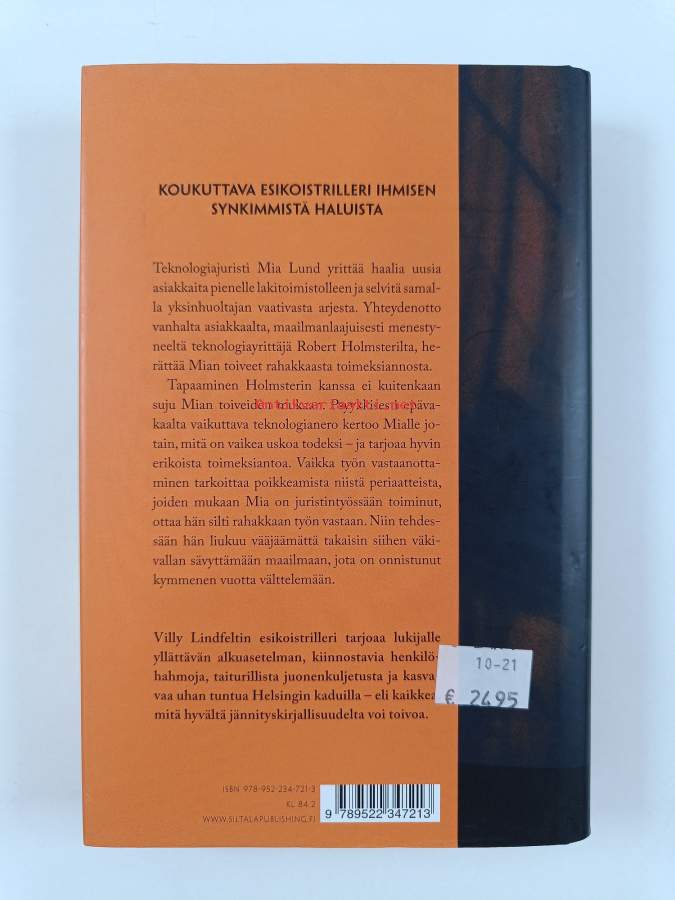 KOUKUTTAVA ESIKOISTRILLERI IHMISEN
SYNKIMMISTÄ HALUISTA
Teknologiajuristi Mia Lund yrittää haalia uusia
asiakkaita pienelle lakitoimistolleen ja selvitä samal-
la yksinhuoltajan vaativasta arjesta. Yhteydenotto
vanhalta asiakkaalta, maailmanlaajuisesti menesty-
neeltä teknologiayrittäjä Robert Holmsterilta, he-
rättää Mian toiveet rahakkaasta toimeksiannosta.
Tapaaminen Holmsterin kanssa ei kuitenkaan
suju Mian toiveiden mukaan. Psyykkisesti epäva-
kaalta vaikuttava teknologianero kertoo Mialle jo-
tain, mitä on vaikea uskoa todeksi – ja tarjoaa hyvin
erikoista toimeksiantoa. Vaikka työn vastaanotta-
minen tarkoittaa poikkeamista niistä periaatteista,
joiden mukaan Mia on juristintyössään toiminut,
ottaa hän silti rahakkaan työn vastaan. Niin tehdes-
sään hän liukuu vääjäämättä takaisin siihen väki-
vallan sävyttämään maailmaan, jota on onnistunut
kymmenen vuotta välttelemään.
Villy Lindfeltin esikoistrilleri tarjoaa lukijalle
yllättävän alkuasetelman, kiinnostavia henkilö-
hahmoja, taiturillista juonenkuljetusta ja kasva-
vaa uhan tuntua Helsingin kaduilla – eli kaikkea
mitä hyvältä jännityskirjallisuudelta voi toivoa.
10-21
€ 2495
ISBN 978-952-234-721-3
KL 84.2
WWW.SILTALAPUBLISHING.FI
9 789522 347213